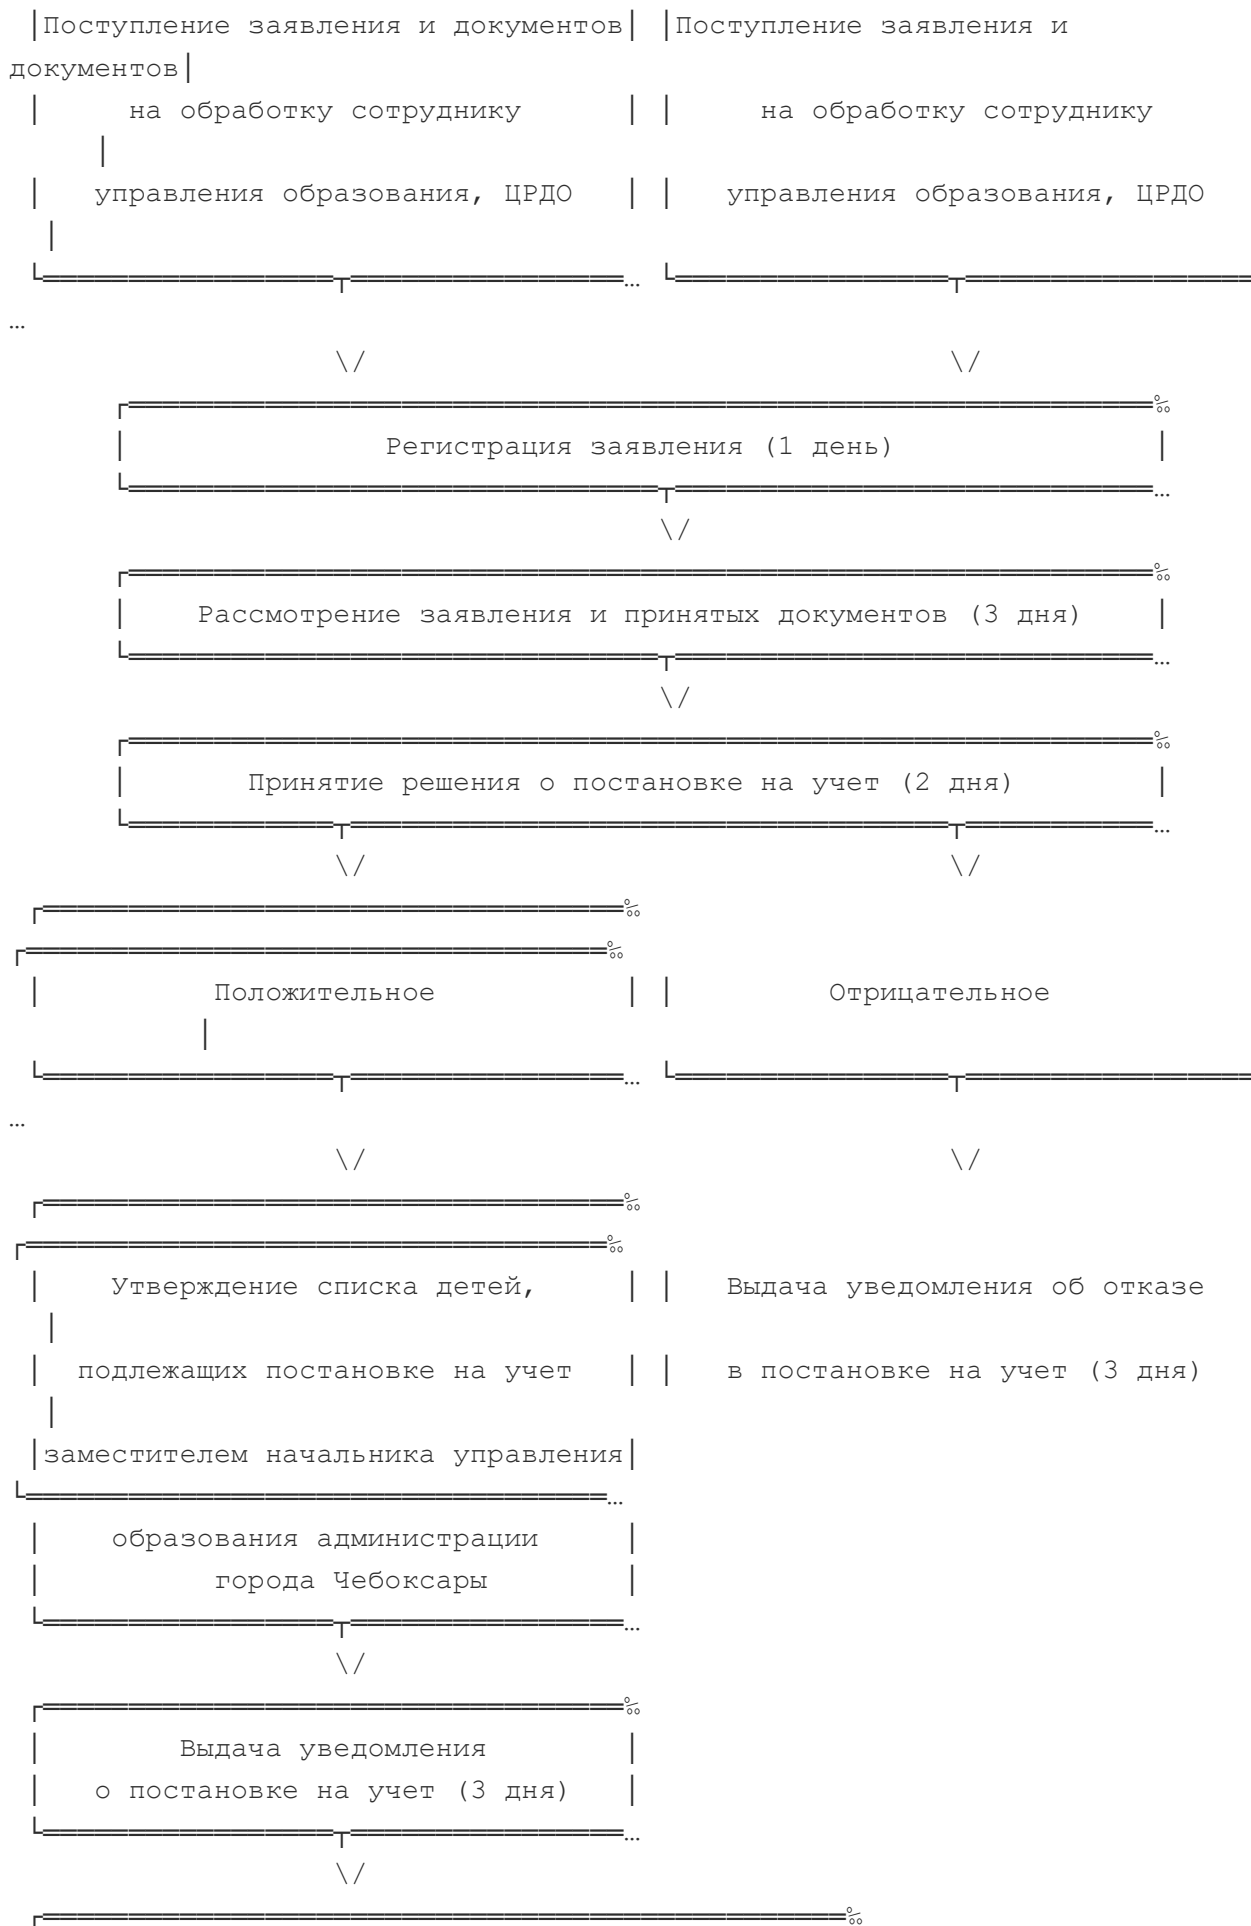 │Поступление заявления и документов│ │Поступление заявления и
документов│
│ на обработку сотруднику │ │ на обработку сотруднику
│
│ управления образования, ЦРДО │ │ управления образования, ЦРДО
│
└═════════════════┬════════════════… └════════════════┬═════════════════
…
\/ \/
┌════════════════════════════════════════════════════════════‰
│ Регистрация заявления (1 день) │
└═══════════════════════════════┬════════════════════════════…
\/
┌════════════════════════════════════════════════════════════‰
│ Рассмотрение заявления и принятых документов (3 дня) │
└═══════════════════════════════┬════════════════════════════…
\/
┌════════════════════════════════════════════════════════════‰
│ Принятие решения о постановке на учет (2 дня) │
└════════════┬═══════════════════════════════════┬═══════════…
\/ \/
┌══════════════════════════════════‰
┌══════════════════════════════════‰
│ Положительное │ │ Отрицательное
│
└═════════════════┬════════════════… └════════════════┬═════════════════
…
\/ \/
┌══════════════════════════════════‰
┌══════════════════════════════════‰
│ Утверждение списка детей, │ │ Выдача уведомления об отказе
│
│ подлежащих постановке на учет │ │ в постановке на учет (3 дня)
│
│заместителем начальника управления│
└══════════════════════════════════…
│ образования администрации │
│ города Чебоксары │
└═════════════════┬════════════════…
\/
┌══════════════════════════════════‰
│ Выдача уведомления │
│ о постановке на учет (3 дня) │
└═════════════════┬════════════════…
\/
┌═══════════════════════════════════════════════‰